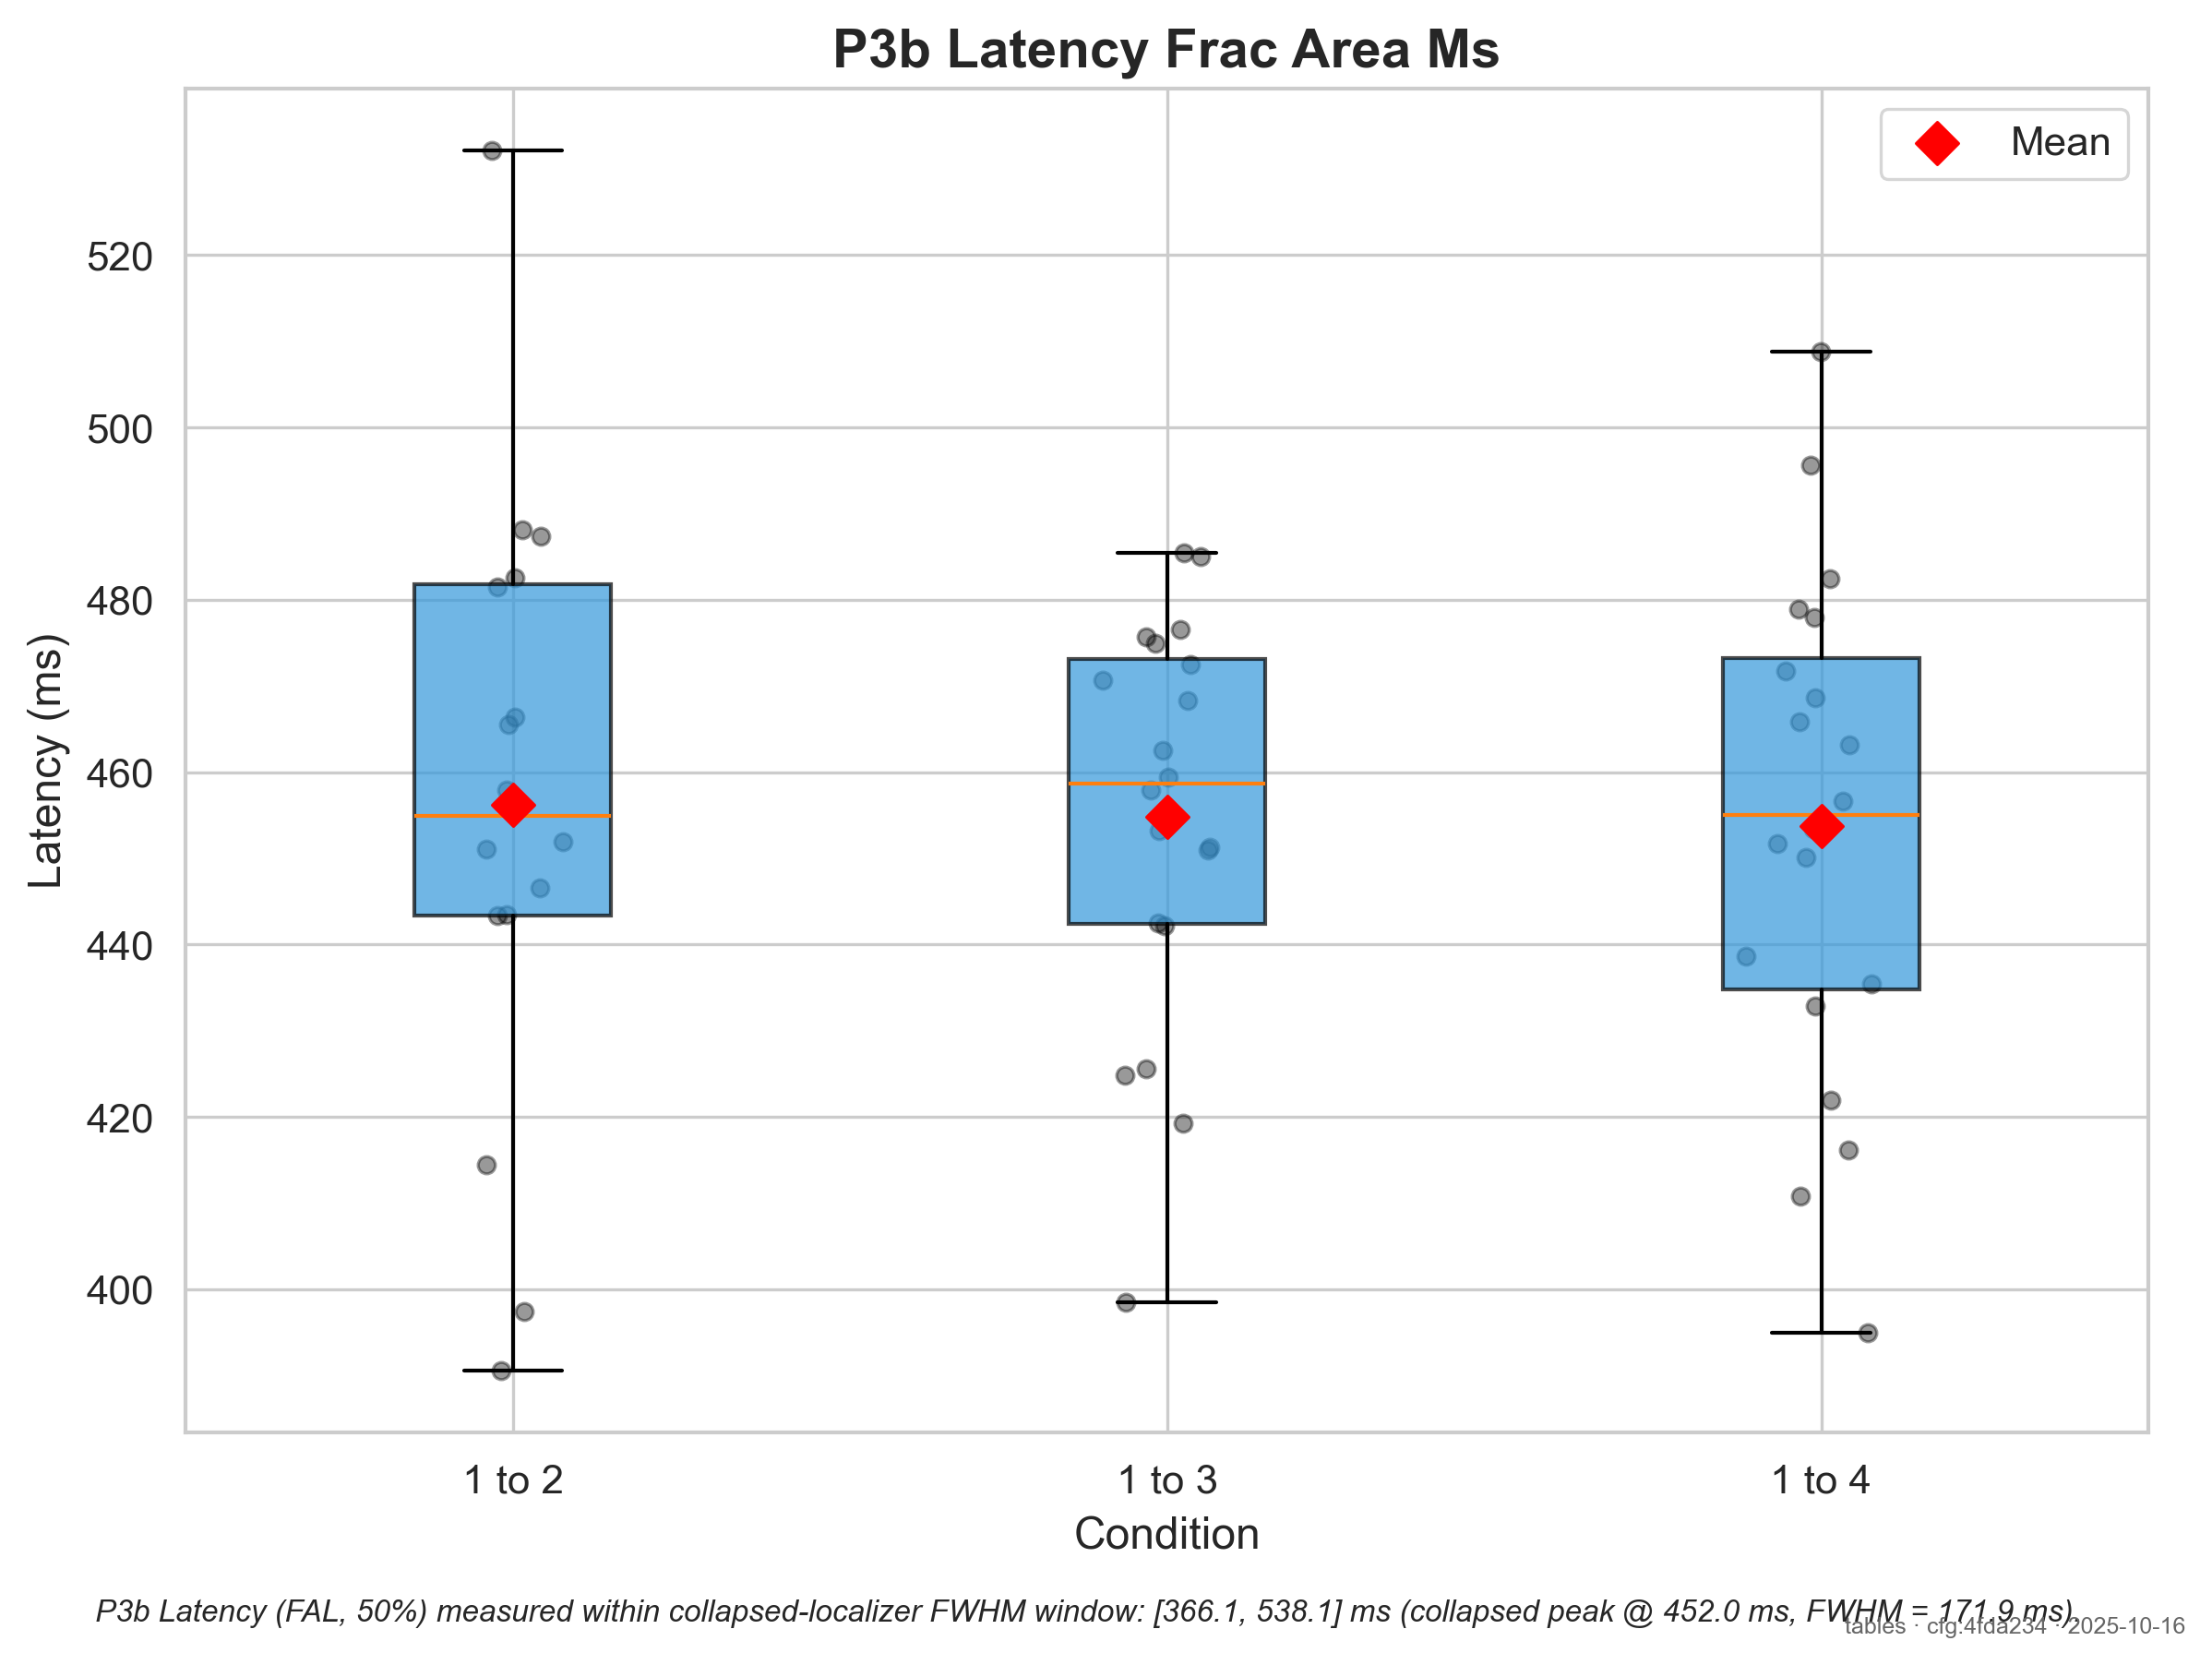 P3b Latency Frac Area Ms
Mean
520
500
480
460
440
420
400
Latency (ms)
1 to 2
1 to 3
1 to 4
Condition
P3b Latency (FAL, 50%) measured within collapsed-localizer FWHM window: [366.1, 538.1] ms (collapsed peak @ 452.0 ms, FWHM = 171.9 ms).
tables · cfg:4fda234 · 2025-10-16